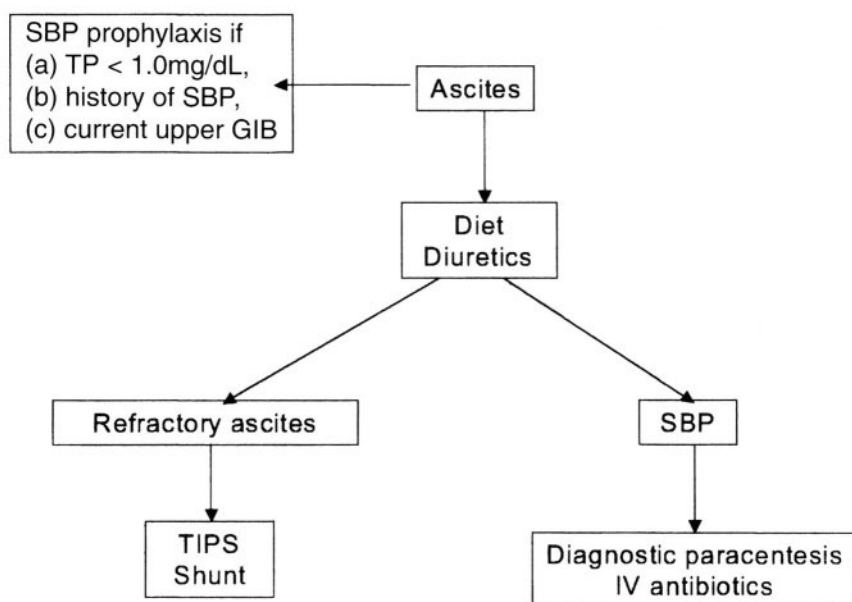 SBP prophylaxis if
(a) TP < 1.0mg/dL,
(b) history of SBP,
(c) current upper GIB
Ascites
Diet
Diuretics
Refractory ascites
SBP
TIPS
Shunt
Diagnostic paracentesis
IV antibiotics